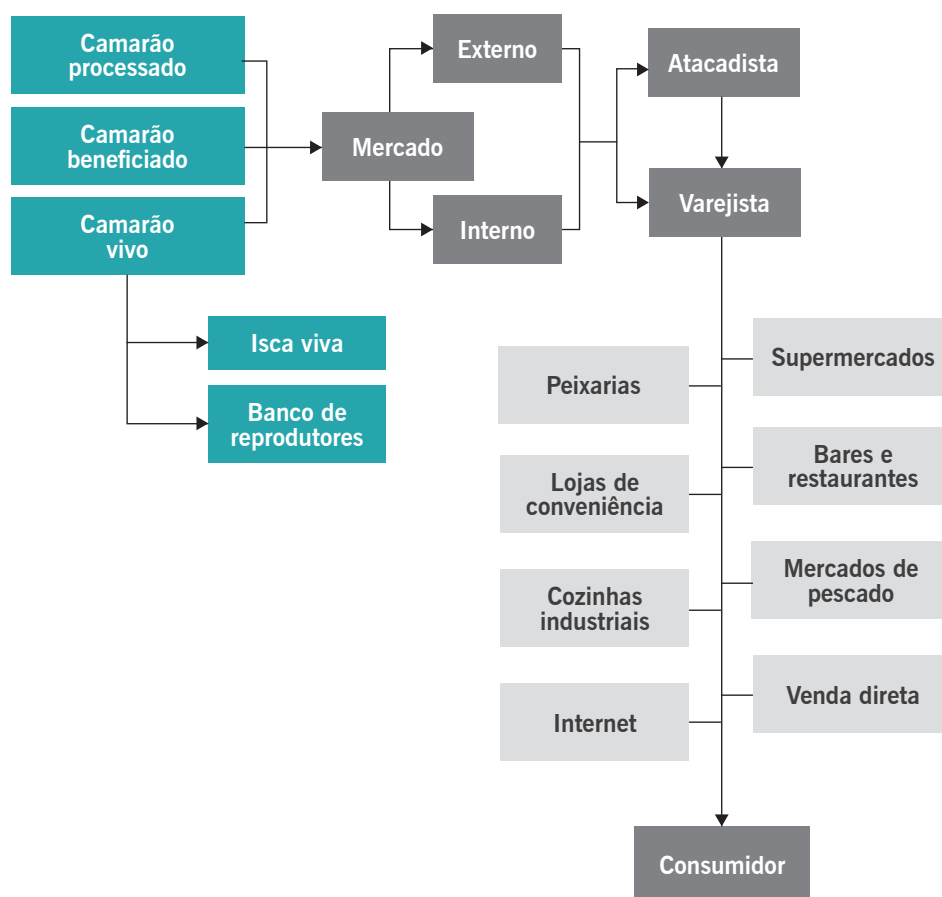 Camarão
processado
Camarão
beneficiado
Camarão
vivo
Isca viva
Banco de
reprodutores
Mercado
Externo
Interno
Atacadista
Varejista
Peixarias
Supermercados
Lojas de
conveniência
Bares e
restaurantes
Cozinhas
industriais
Mercados de
pescado
Internet
Venda direta
Consumidor